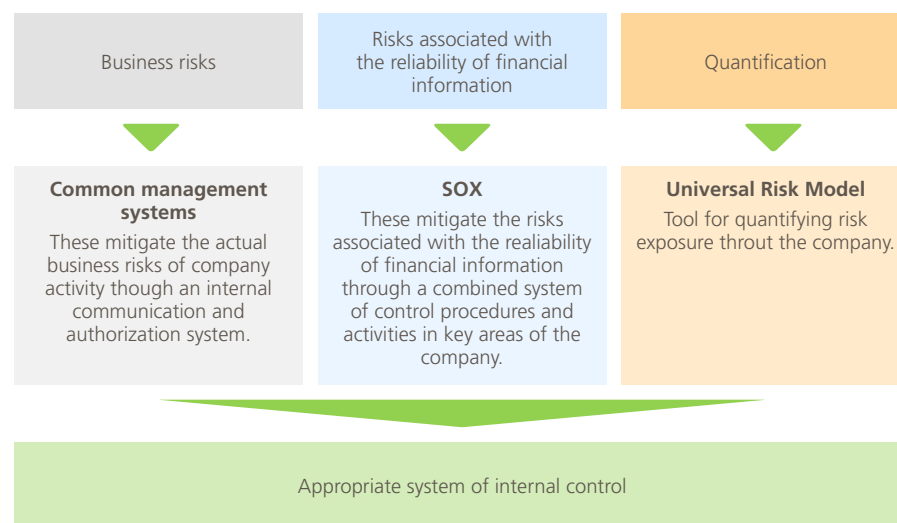 Business risks
Risks associated with
the reliability of financial
information
Quantification
Common management
systems
These mitigate the actual
business risks of company
activity though an internal
communication and
authorization system.
SOX
These mitigate the risks
associated with the realiability
of financial information
through a combined system
of control procedures and
activities in key areas of the
company.
Universal Risk Model
Tool for quantifying risk
exposure throut the company.
Appropriate system of internal control